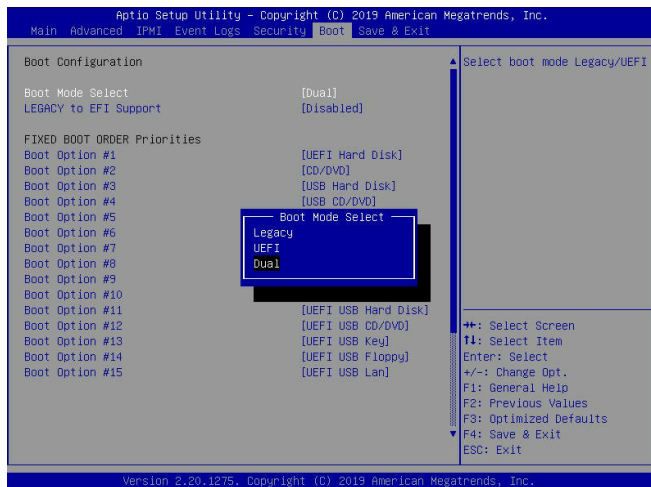 Aptio Setup Utility – Copyright (C) 2019 American Megatrends, Inc.
Main Advanced IPMI Event Logs Security Boot Save & Exit
Boot Configuration
Select boot mode Legacy/UEFI
Boot Mode Select [Dual]
LEGACY to EFI Support [Disabled]
FIXED BOOT ORDER Priorities
Boot Option #1 [UEFI Hard Disk]
Boot Option #2 [CD/DVD]
Boot Option #3 [USB Hard Disk]
Boot Option #4 [USB CD/DVD]
Boot Option #5
Boot Option #6
Boot Option #7
Boot Option #8
Boot Option #9
Boot Option #10
Boot Option #11 [UEFI USB Hard Disk]
Boot Option #12 [UEFI USB CD/DVD]
Boot Option #13 [UEFI USB Key]
Boot Option #14 [UEFI USB Floppy]
Boot Option #15 [UEFI USB Lan]
Boot Mode Select
Legacy
UEFI
Dual
→←: Select Screen
↑↓: Select Item
Enter: Select
+/-: Change Opt.
F1: General Help
F2: Previous Values
F3: Optimized Defaults
F4: Save & Exit
ESC: Exit
Version 2.20.1275. Copyright (C) 2019 American Megatrends, Inc.